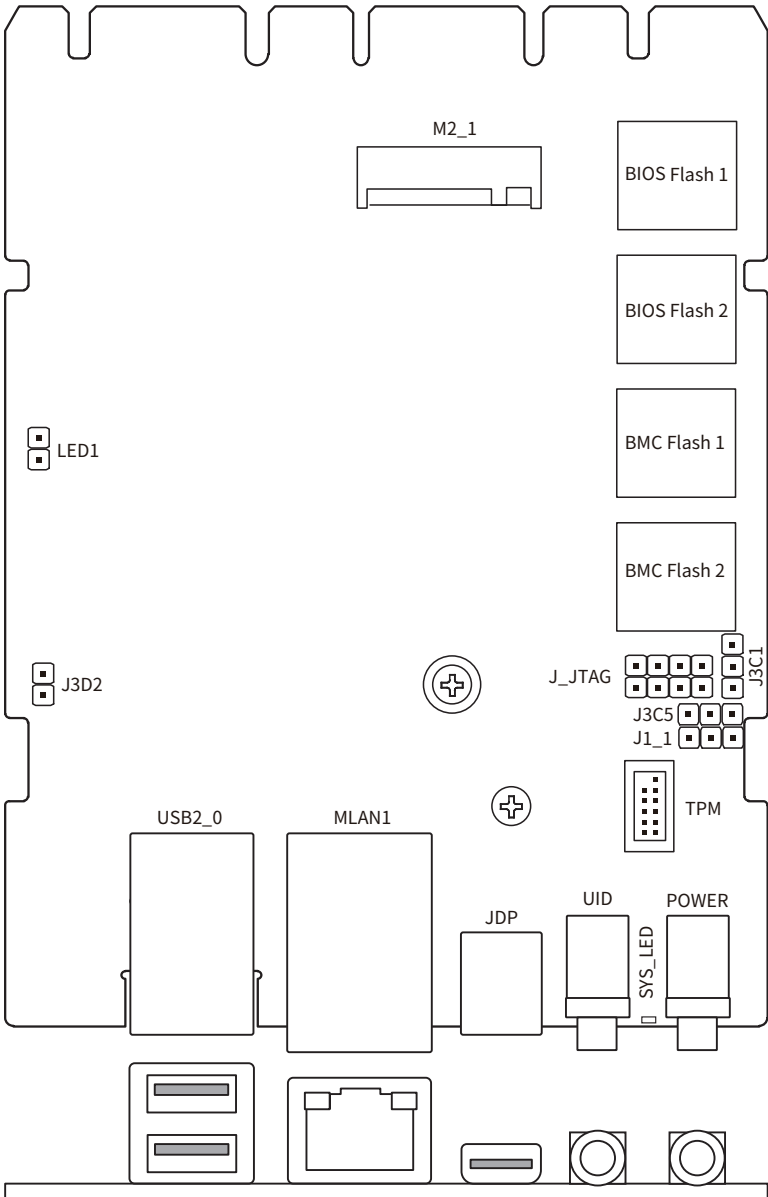 M2_1
BIOS Flash 1
BIOS Flash 2
BMC Flash 1
LED1
BMC Flash 2
J3C1
J_JTAG
J3D2
J3C5
J1_1
TPM
USB2_0
MLAN1
UID
POWER
JDP
SYS_LED